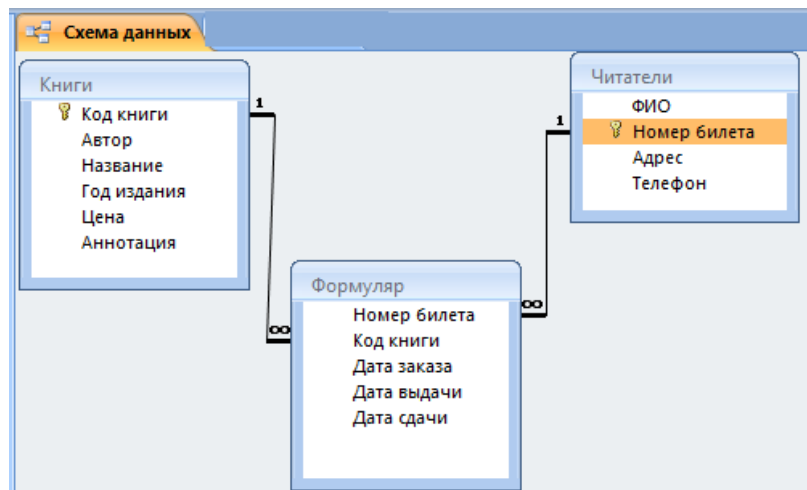 Схема данных
Книги
Код книги
Автор
Название
Год издания
Цена
Аннотация
1
∞
Читатели
ФИО
Номер билета
Адрес
Телефон
1
∞
Формуляр
Номер билета
Код книги
Дата заказа
Дата выдачи
Дата сдачи